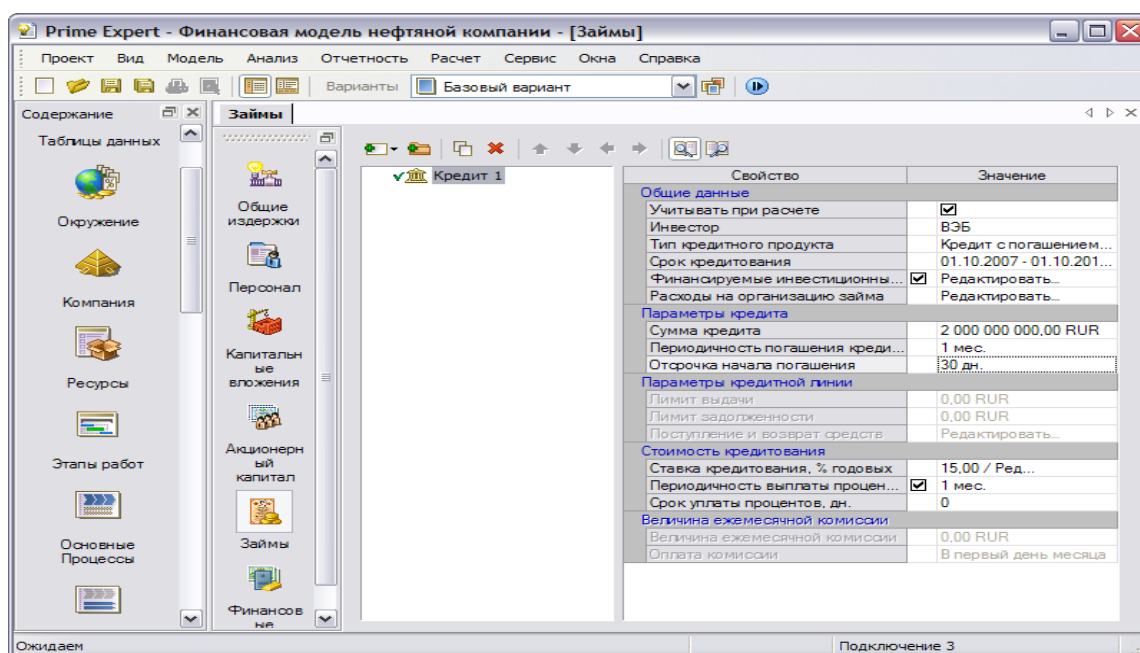 Prime Expert - Финансовая модель нефтяной компании - [Займы]
Проект Вид Модель Анализ Отчетность Расчет Сервис Окна Справка
Варианты Базовый вариант
Содержание
Таблицы данных
Окружение
Компания
Ресурсы
Этапы работ
Основные
Процессы
Займы
Общие
издержки
Персонал
Капитальн
ые
вложения
Акционерн
ый
капитал
Займы
Финансов
ые
Кредит 1
Свойство Значение
Общие данные
Учитывать при расчете
Инвестор ВЭБ
Тип кредитного продукта Кредит с погашением...
Срок кредитования 01.10.2007 - 01.10.201...
Финансируемые инвестиционны... Редактировать...
Расходы на организацию займа Редактировать...
Параметры кредита
Сумма кредита 2 000 000 000,00 RUR
Периодичность погашения креди... 1 мес.
Отсрочка начала погашения 30 дн.
Параметры кредитной линии
Лимит выдачи 0,00 RUR
Лимит задолженности 0,00 RUR
Поступление и возврат средств Редактировать...
Стоимость кредитования
Ставка кредитования, % годовых 15,00 / Ред...
Периодичность выплаты процен... 1 мес.
Срок уплаты процентов, дн. 0
Величина ежемесячной комиссии
Величина ежемесячной комиссии 0,00 RUR
Оплата комиссии В первый день месяца
Ожидаем Подключение 3